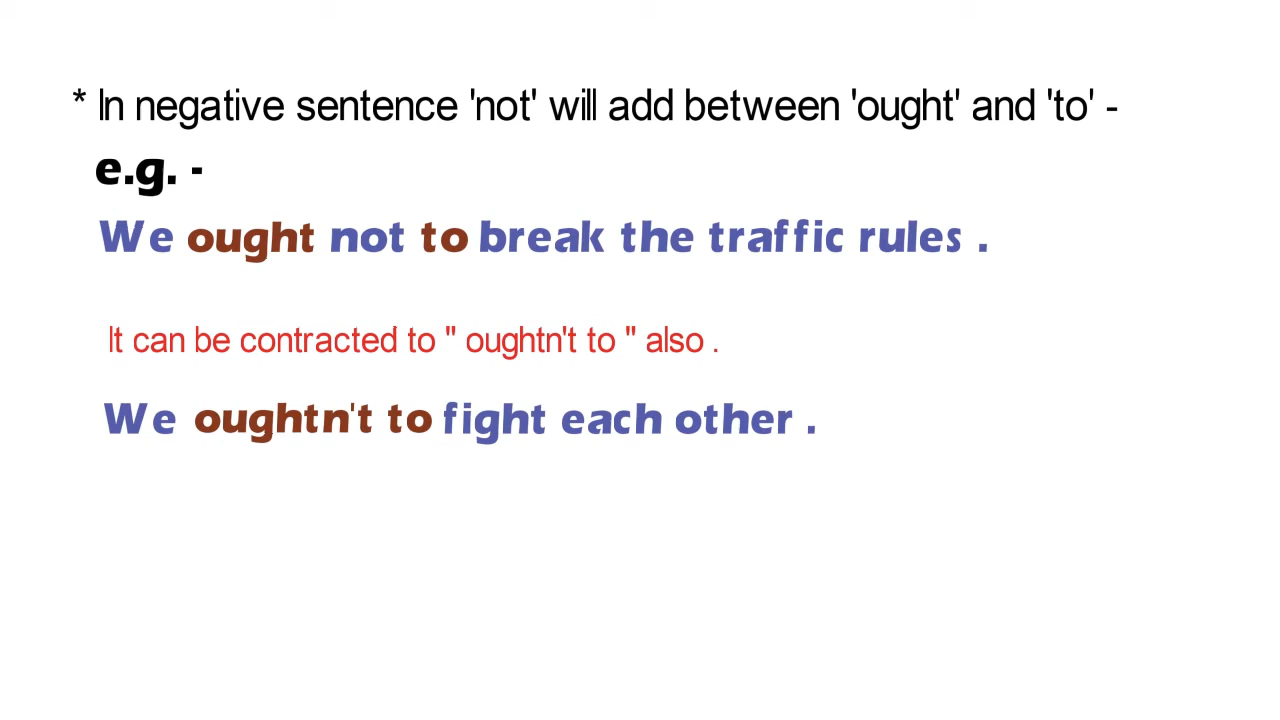 * In negative sentence 'not' will add between 'ought' and 'to' -
e.g. -
We ought not to break the traffic rules .
It can be contracted to " oughtn't to " also .
We oughtn't to fight each other .